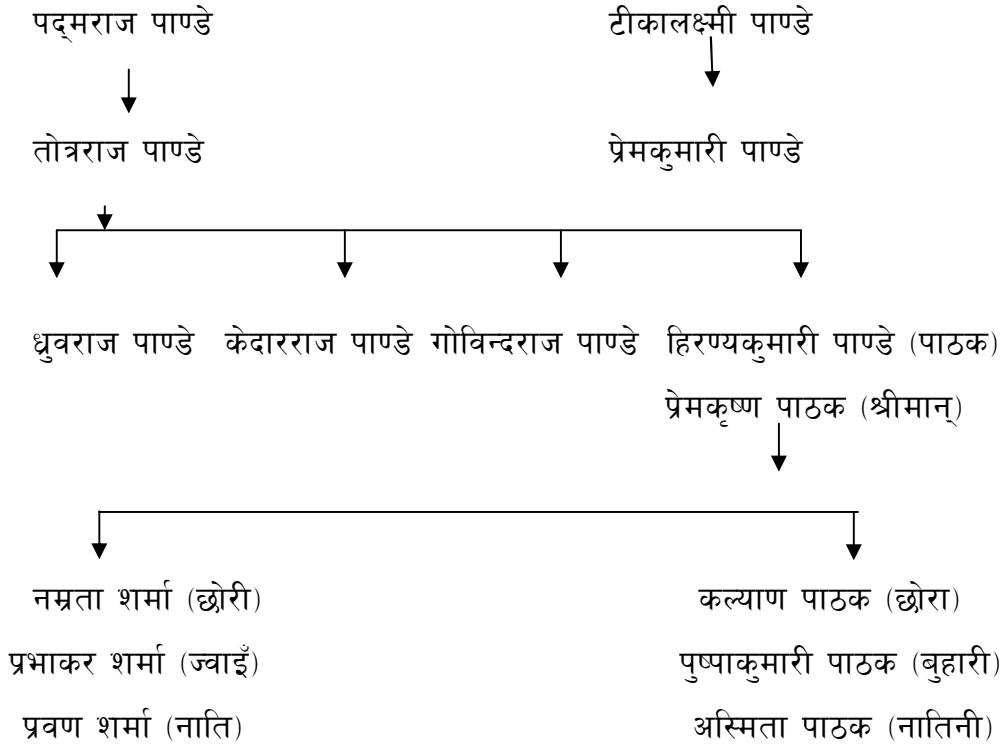 पद्मराज पाण्डे टीकालक्ष्मी पाण्डे
तोत्रराज पाण्डे प्रेमकुमारी पाण्डे
ध्रुवराज पाण्डे केदारराज पाण्डे गोविन्दराज पाण्डे हिरण्यकुमारी पाण्डे (पाठक)
प्रेमकृष्ण पाठक (श्रीमान्)
नम्रता शर्मा (छोरी) कल्याण पाठक (छोरा)
प्रभाकर शर्मा (ज्वाइँ) पुष्पाकुमारी पाठक (बुहारी)
प्रवण शर्मा (नाति) अस्मिता पाठक (नातिनी)